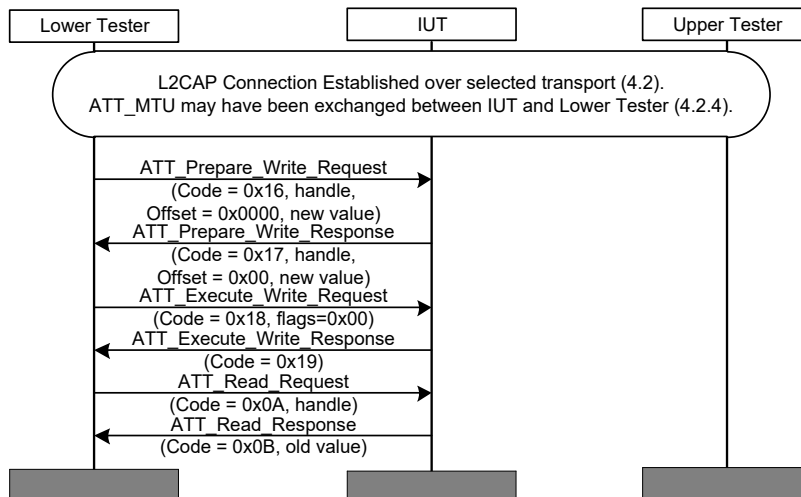 Lower Tester
IUT
Upper Tester
L2CAP Connection Established over selected transport (4.2).
ATT_MTU may have been exchanged between IUT and Lower Tester (4.2.4).
ATT_Prepare_Write_Request
(Code = 0x16, handle,
Offset = 0x0000, new value)
ATT_Prepare_Write_Response
(Code = 0x17, handle,
Offset = 0x00, new value)
ATT_Execute_Write_Request
(Code = 0x18, flags=0x00)
ATT_Execute_Write_Response
(Code = 0x19)
ATT_Read_Request
(Code = 0x0A, handle)
ATT_Read_Response
(Code = 0x0B, old value)